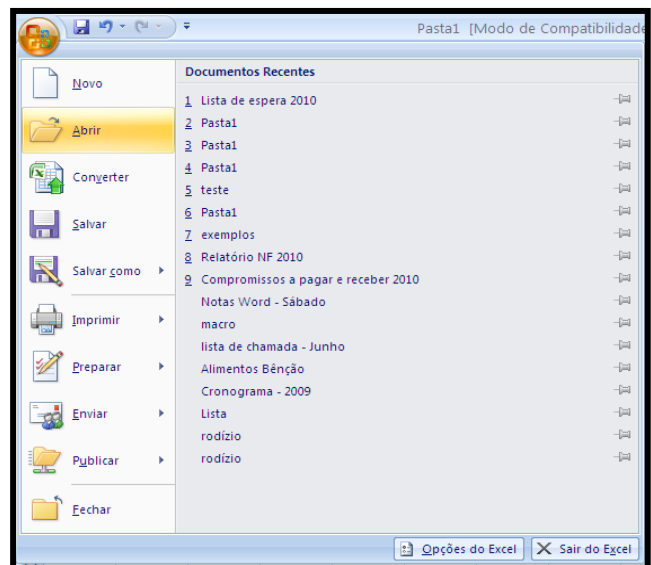 Pasta1 [Modo de Compatibilidade
Novo
Abrir
Converter
Salvar
Salvar como
Imprimir
Preparar
Enviar
Publicar
Fechar
Documentos Recentes
1 Lista de espera 2010
2 Pasta1
3 Pasta1
4 Pasta1
5 teste
6 Pasta1
7 exemplos
8 Relatório NF 2010
9 Compromissos a pagar e receber 2010
Notas Word - Sábado
macro
lista de chamada - Junho
Alimentos Bênção
Cronograma - 2009
Lista
rodízio
rodízio
Opções do Excel
Sair do Excel